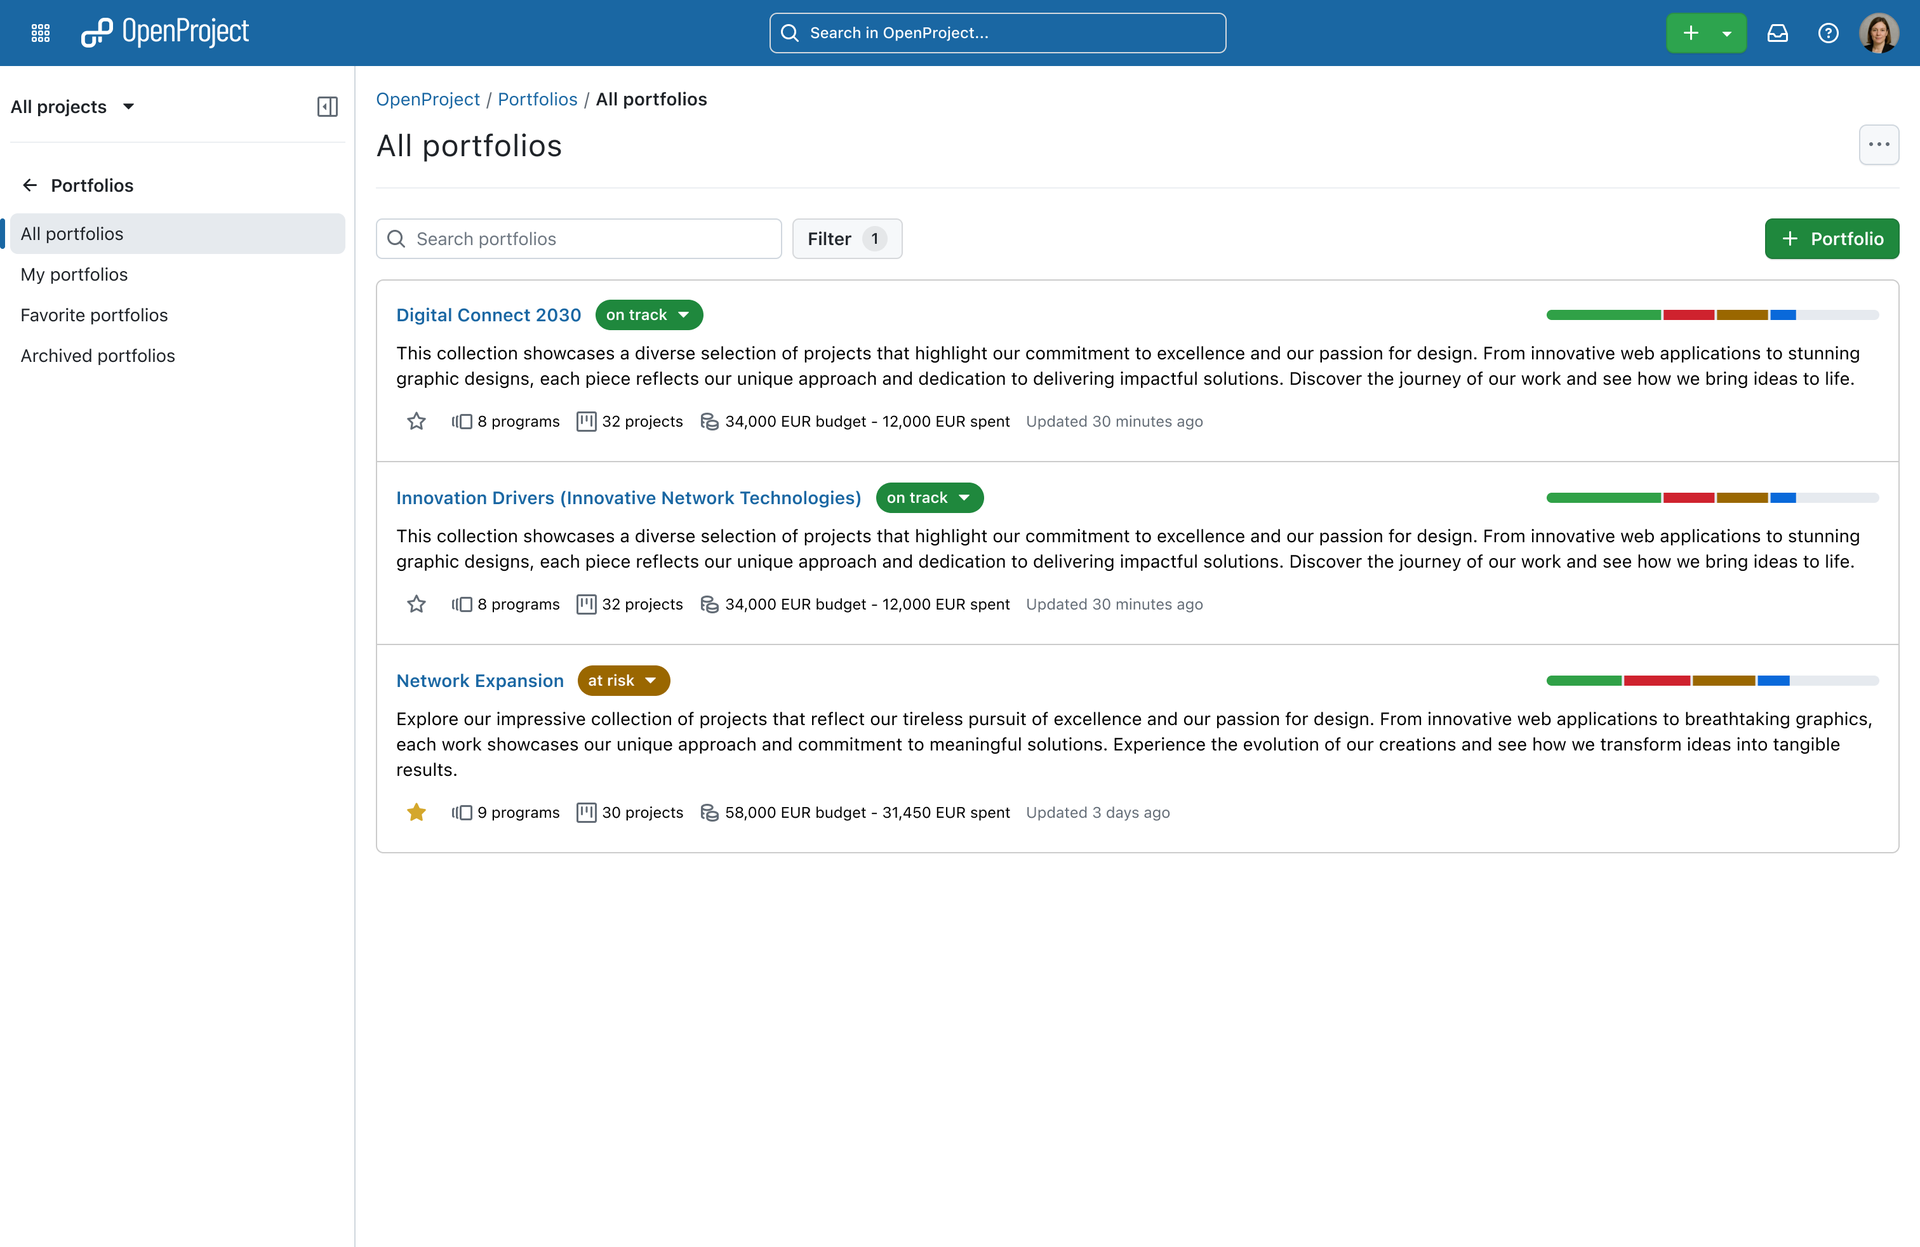 OpenProject
Search in OpenProject...
All projects
Portfolios
All portfolios
My portfolios
Favorite portfolios
Archived portfolios
OpenProject / Portfolios / All portfolios
All portfolios
Search portfolios
Filter 1
+ Portfolio
Digital Connect 2030 on track
This collection showcases a diverse selection of projects that highlight our commitment to excellence and our passion for design. From innovative web applications to stunning
graphic designs, each piece reflects our unique approach and dedication to delivering impactful solutions. Discover the journey of our work and see how we bring ideas to life.
8 programs 32 projects 34,000 EUR budget - 12,000 EUR spent Updated 30 minutes ago
Innovation Drivers (Innovative Network Technologies) on track
This collection showcases a diverse selection of projects that highlight our commitment to excellence and our passion for design. From innovative web applications to stunning
graphic designs, each piece reflects our unique approach and dedication to delivering impactful solutions. Discover the journey of our work and see how we bring ideas to life.
8 programs 32 projects 34,000 EUR budget - 12,000 EUR spent Updated 30 minutes ago
Network Expansion at risk
Explore our impressive collection of projects that reflect our tireless pursuit of excellence and our passion for design. From innovative web applications to breathtaking graphics,
each work showcases our unique approach and commitment to meaningful solutions. Experience the evolution of our creations and see how we transform ideas into tangible
results.
9 programs 30 projects 58,000 EUR budget - 31,450 EUR spent Updated 3 days ago